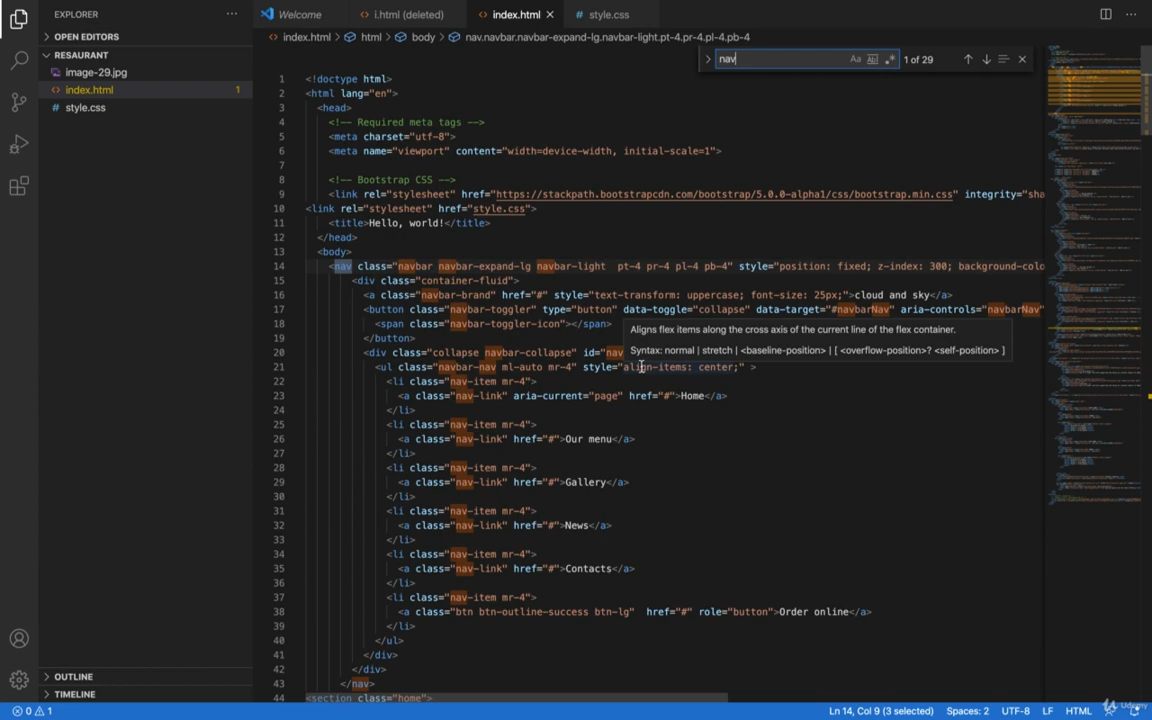 EXPLORER
OPEN EDITORS
RESAURANT
image-29.jpg
index.html 1
style.css
OUTLINE
TIMELINE
Welcome
i.html (deleted)
index.html
style.css
index.html > html > body > nav.navbar.navbar-expand-lg.navbar-light.pt-4.pr-4.pl-4.pb-4
nav
Aa
1 of 29
1 <!doctype html>
2 <html lang="en">
3 <head>
4 <!-- Required meta tags -->
5 <meta charset="utf-8">
6 <meta name="viewport" content="width=device-width, initial-scale=1">
7
8 <!-- Bootstrap CSS -->
9 <link rel="stylesheet" href="https://stackpath.bootstrapcdn.com/bootstrap/5.0.0-alpha1/css/bootstrap.min.css" integrity="sha
10 <link rel="stylesheet" href="style.css">
11 <title>Hello, world!</title>
12 </head>
13 <body>
14 <nav class="navbar navbar-expand-lg navbar-light  pt-4 pr-4 pl-4 pb-4" style="position: fixed; z-index: 300; background-colo
15 <div class="container-fluid">
16 <a class="navbar-brand" href="#" style="text-transform: uppercase; font-size: 25px;">cloud and sky</a>
17 <button class="navbar-toggler" type="button" data-toggle="collapse" data-target="#navbarNav" aria-controls="navbarNav"
18 <span class="navbar-toggler-icon"></span>
19 </button>
20 <div class="collapse navbar-collapse" id="nav
Aligns flex items along the cross axis of the current line of the flex container.
Syntax: normal | stretch | <baseline-position> | [ <overflow-position>? <self-position> ]
21 <ul class="navbar-nav ml-auto mr-4" style="align-items: center;" >
22 <li class="nav-item mr-4">
23 <a class="nav-link" aria-current="page" href="#">Home</a>
24 </li>
25 <li class="nav-item mr-4">
26 <a class="nav-link" href="#">Our menu</a>
27 </li>
28 <li class="nav-item mr-4">
29 <a class="nav-link" href="#">Gallery</a>
30 </li>
31 <li class="nav-item mr-4">
32 <a class="nav-link" href="#">News</a>
33 </li>
34 <li class="nav-item mr-4">
35 <a class="nav-link" href="#">Contacts</a>
36 </li>
37 <li class="nav-item mr-4">
38 <a class="btn btn-outline-success btn-lg"  href="#" role="button">Order online</a>
39 </li>
40 </ul>
41 </div>
42 </div>
43 </nav>
44 <section class="home">
0 1
Ln 14, Col 9 (3 selected)
Spaces: 2
UTF-8
LF
HTML
Udemy